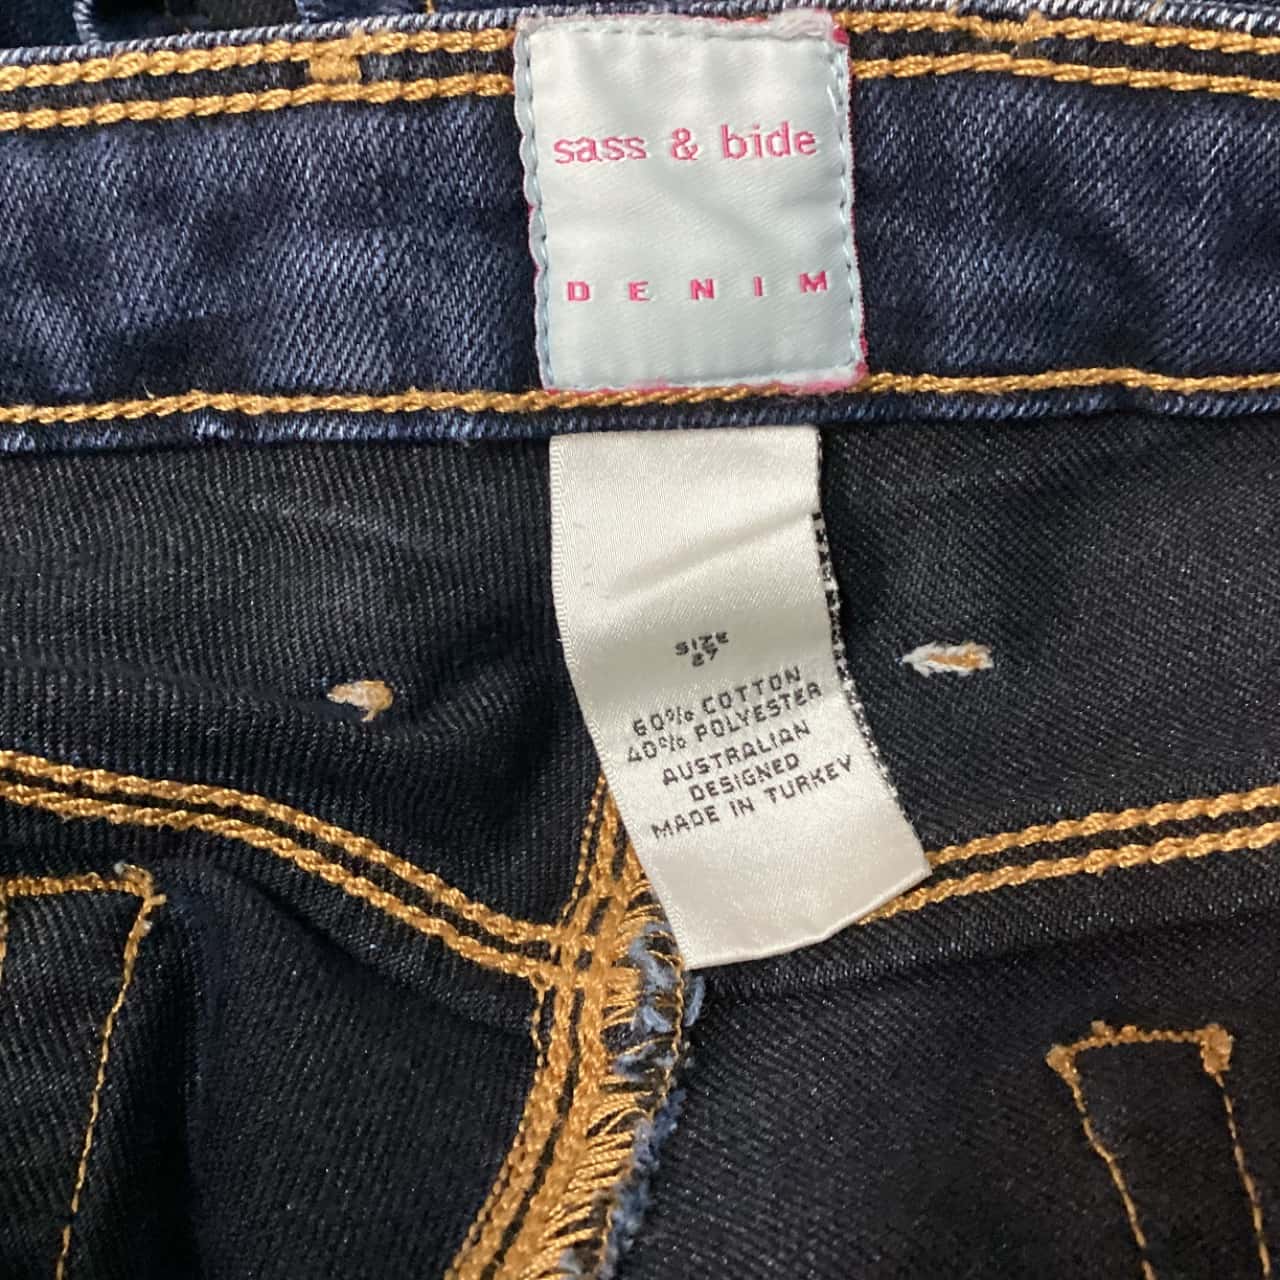 sass & bide
DENIM
SIZE
27
60% COTTON
40% POLYESTER
AUSTRALIAN
DESIGNED
MADE IN TURKEY